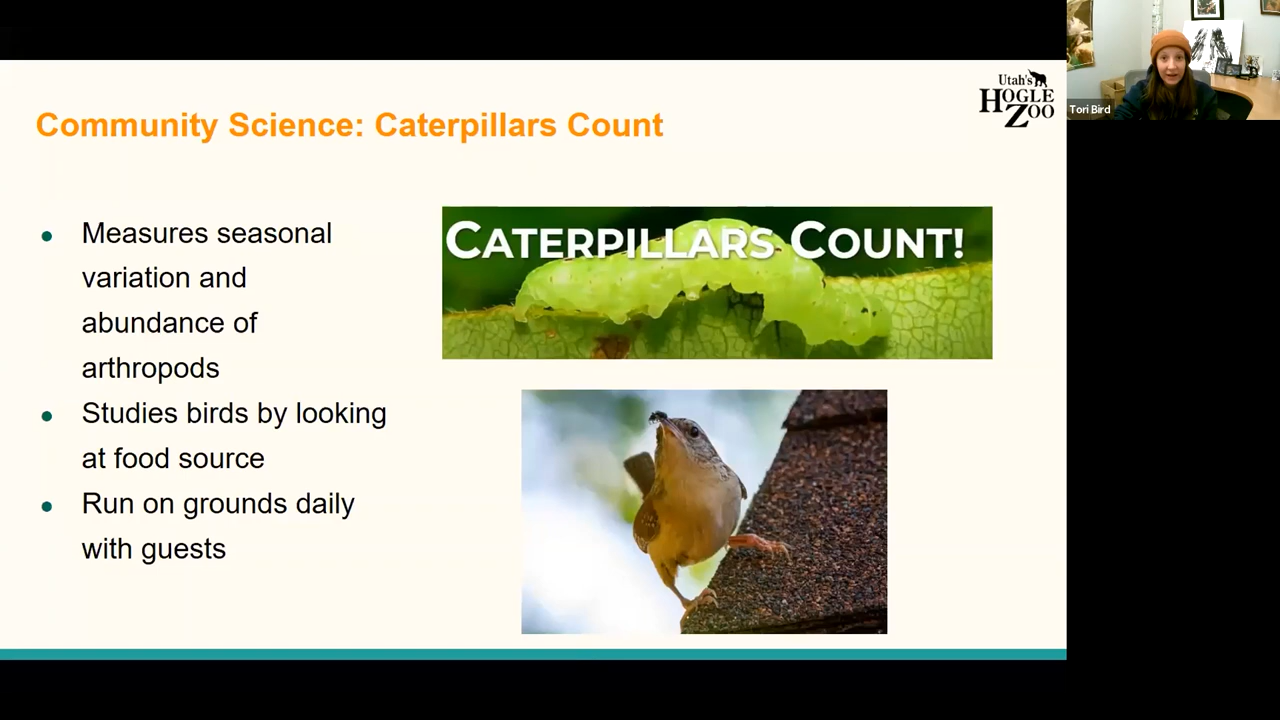 Utah's
HOGLE
ZOO
Tori Bird
Community Science: Caterpillars Count
Measures seasonal
variation and
abundance of
arthropods
Studies birds by looking
at food source
Run on grounds daily
with guests
CATERPILLARS COUNT!